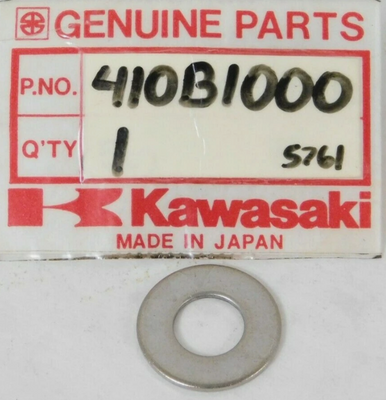 GENUINE PARTS
P.NO. 410B1000
Q'TY 1 5761
Kawasaki
MADE IN JAPAN